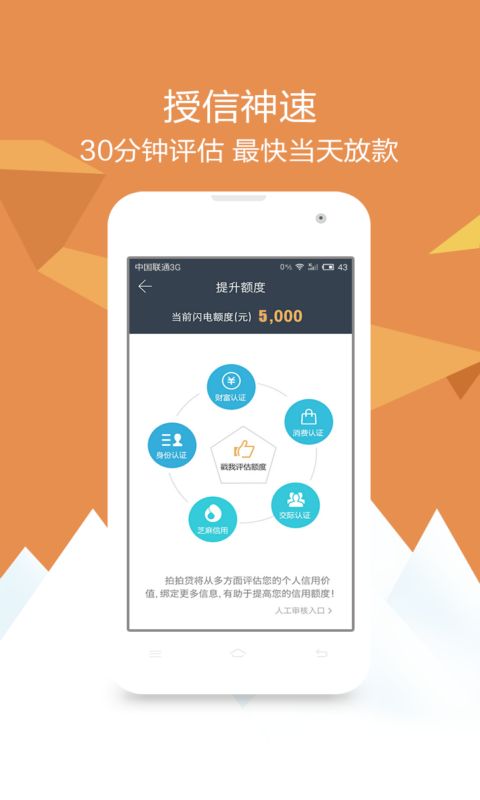 授信神速
30分钟评估 最快当天放款
中国联通3G 0% 43
提升额度
当前闪电额度(元) 5,000
财富认证
消费认证
身份认证
戳我评估额度
芝麻信用
交际认证
拍拍贷将从多方面评估您的个人信用价
值,绑定更多信息,有助于提高您的信用额度!
人工审核入口 >